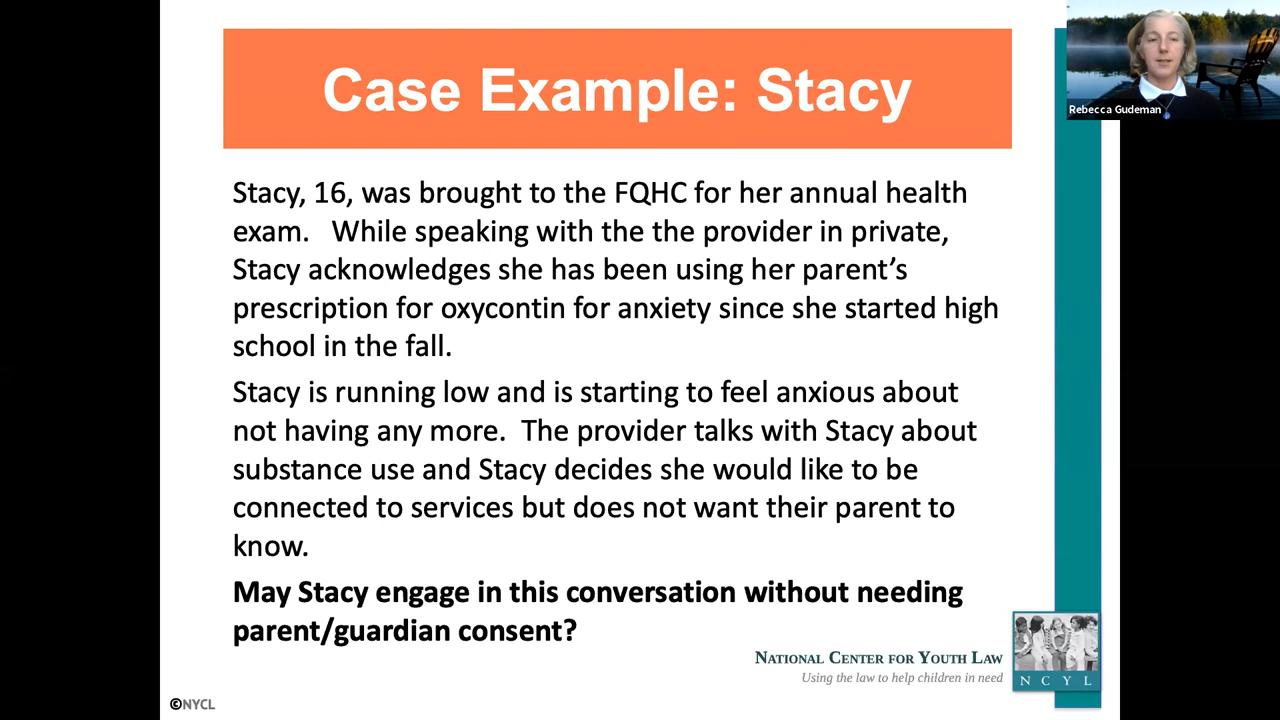 Case Example: Stacy
Rebecca Gudeman
Stacy, 16, was brought to the FQHC for her annual health
exam.   While speaking with the the provider in private,
Stacy acknowledges she has been using her parent’s
prescription for oxycontin for anxiety since she started high
school in the fall.
Stacy is running low and is starting to feel anxious about
not having any more.  The provider talks with Stacy about
substance use and Stacy decides she would like to be
connected to services but does not want their parent to
know.
May Stacy engage in this conversation without needing
parent/guardian consent?
NATIONAL CENTER FOR YOUTH LAW
Using the law to help children in need
N C Y L
©NYCL